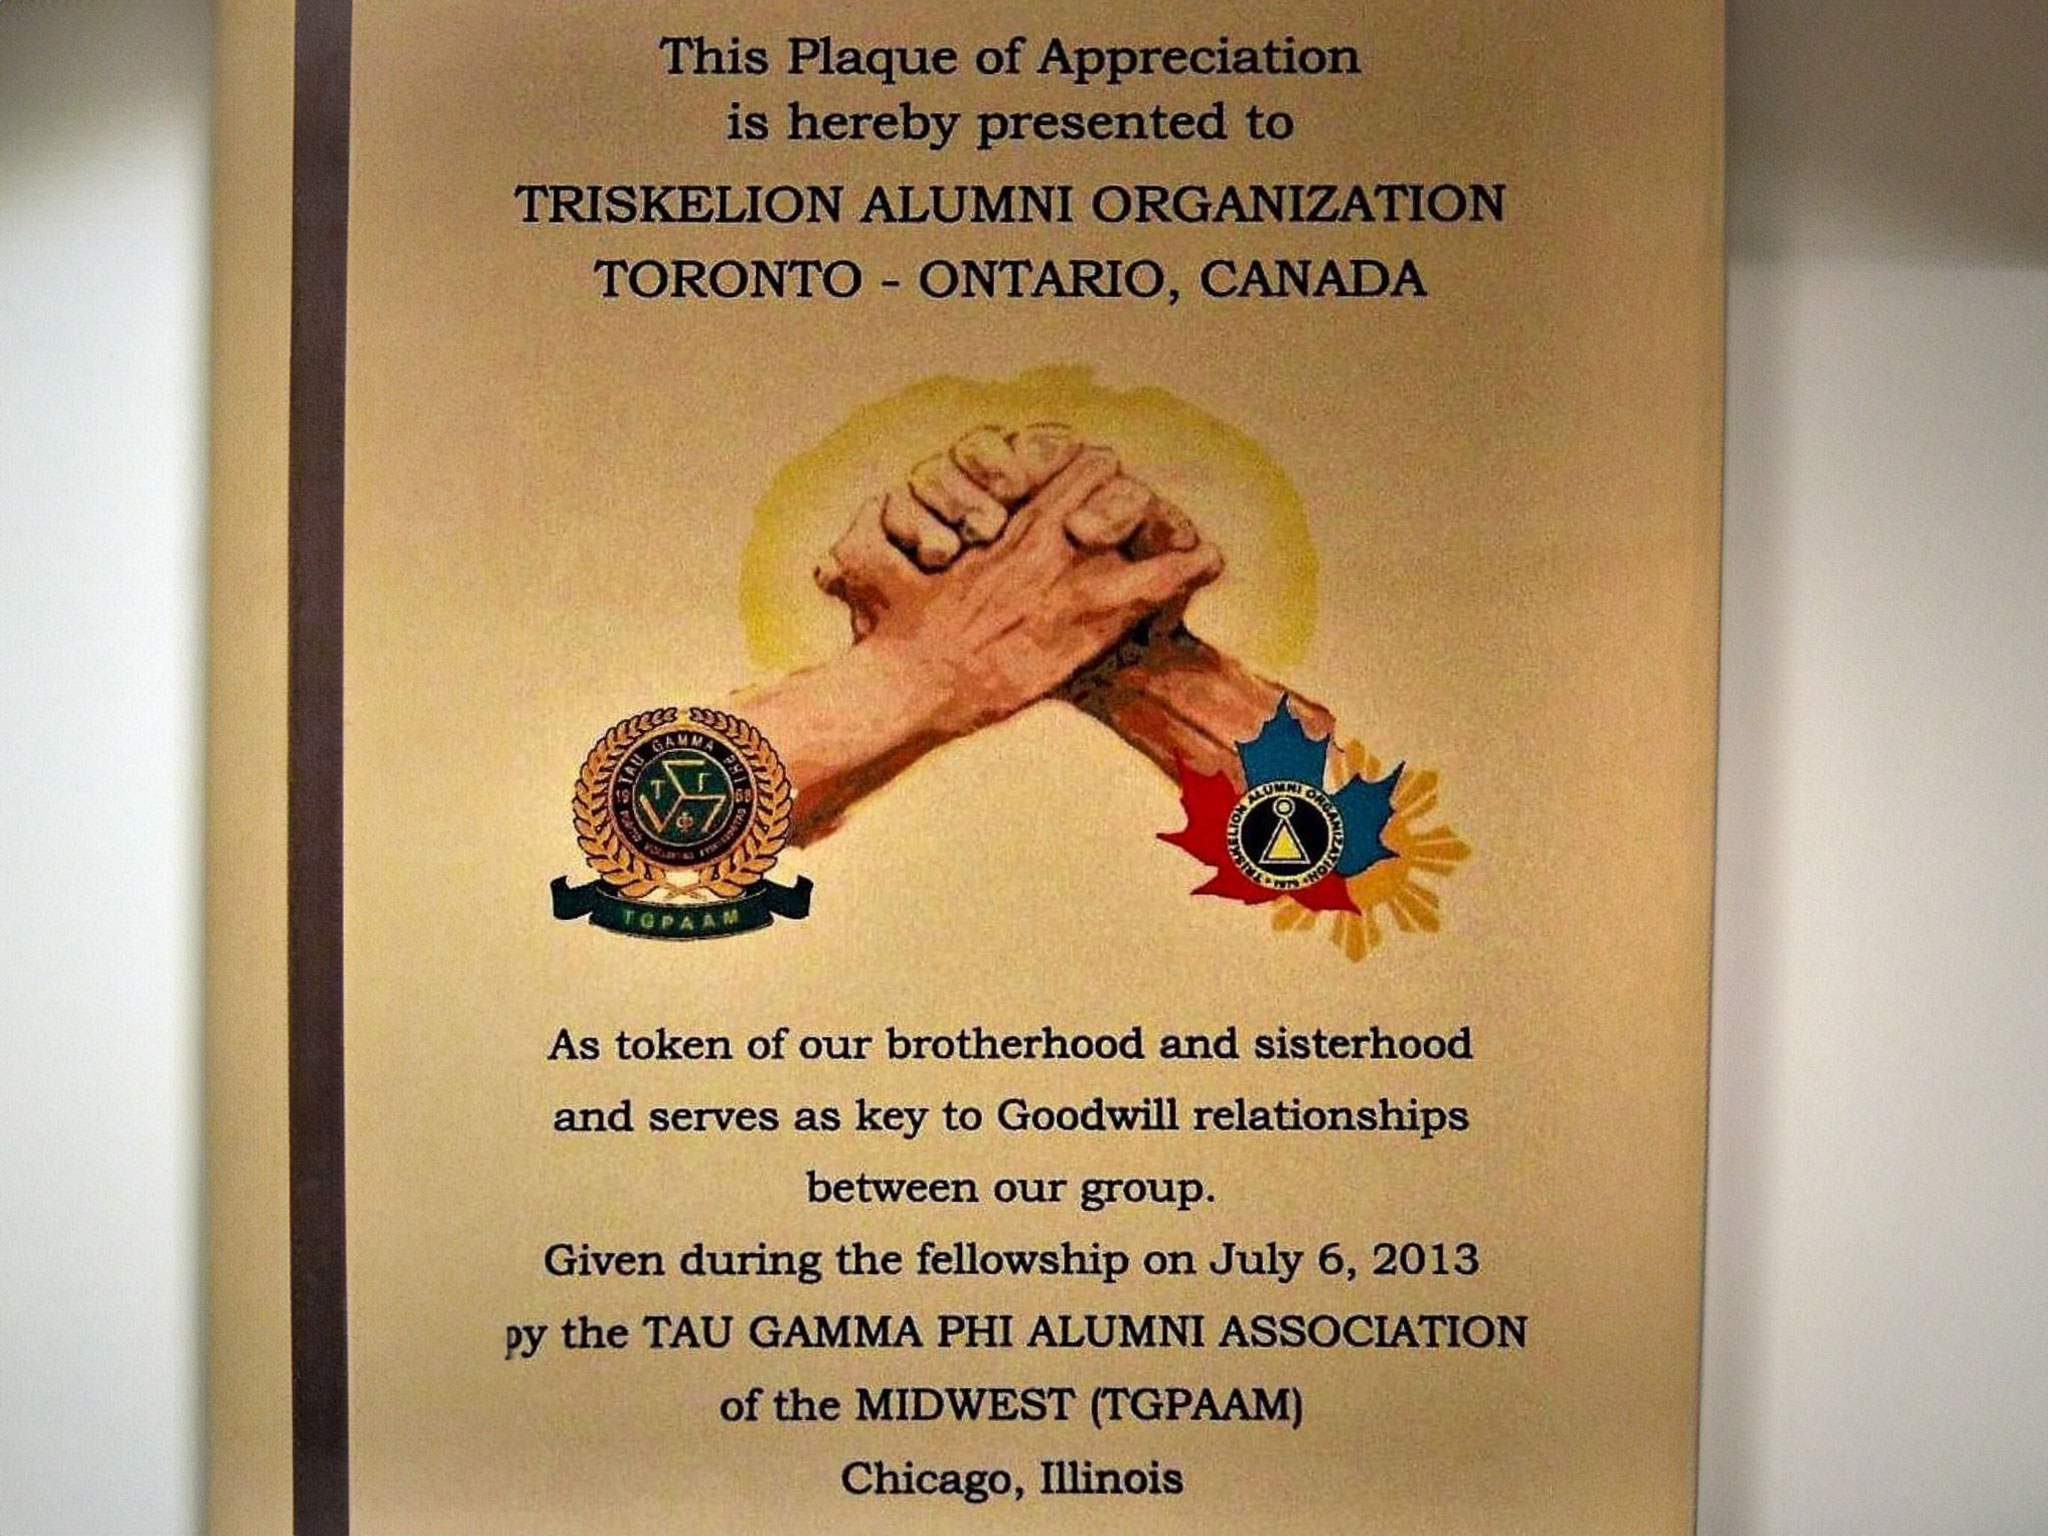 This Plaque of Appreciation
is hereby presented to
TRISKELION ALUMNI ORGANIZATION
TORONTO - ONTARIO, CANADA
TAU GAMMA PHI
1968
T Γ
Φ
TGPAAM
TRISKELION ALUMNI ORGANIZATION
As token of our brotherhood and sisterhood
and serves as key to Goodwill relationships
between our group.
Given during the fellowship on July 6, 2013
by the TAU GAMMA PHI ALUMNI ASSOCIATION
of the MIDWEST (TGPAAM)
Chicago, Illinois